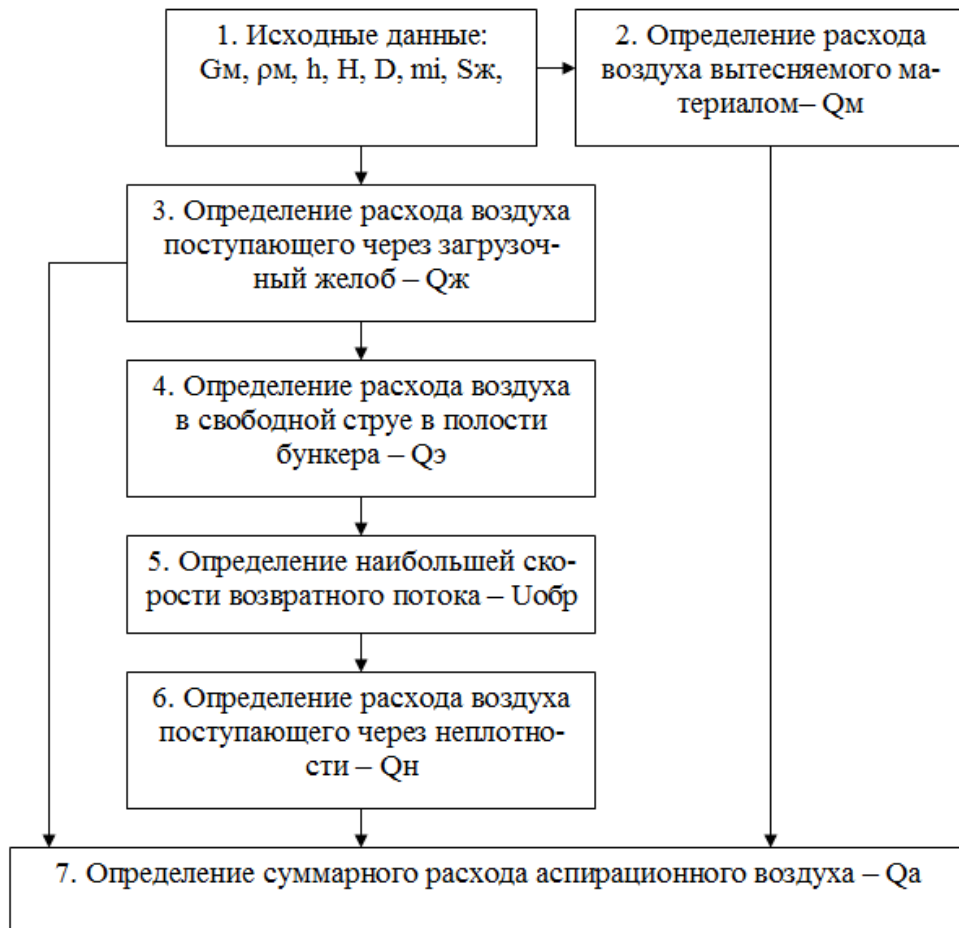 1. Исходные данные:
Gм, ρм, h, H, D, mi, Sж,
2. Определение расхода
воздуха вытесняемого ма-
териалом– Qм
3. Определение расхода воздуха
поступающего через загрузоч-
ный желоб – Qж
4. Определение расхода воздуха
в свободной струе в полости
бункера – Qэ
5. Определение наибольшей ско-
рости возвратного потока – Uобр
6. Определение расхода воздуха
поступающего через неплотно-
сти – Qн
7. Определение суммарного расхода аспирационного воздуха – Qа